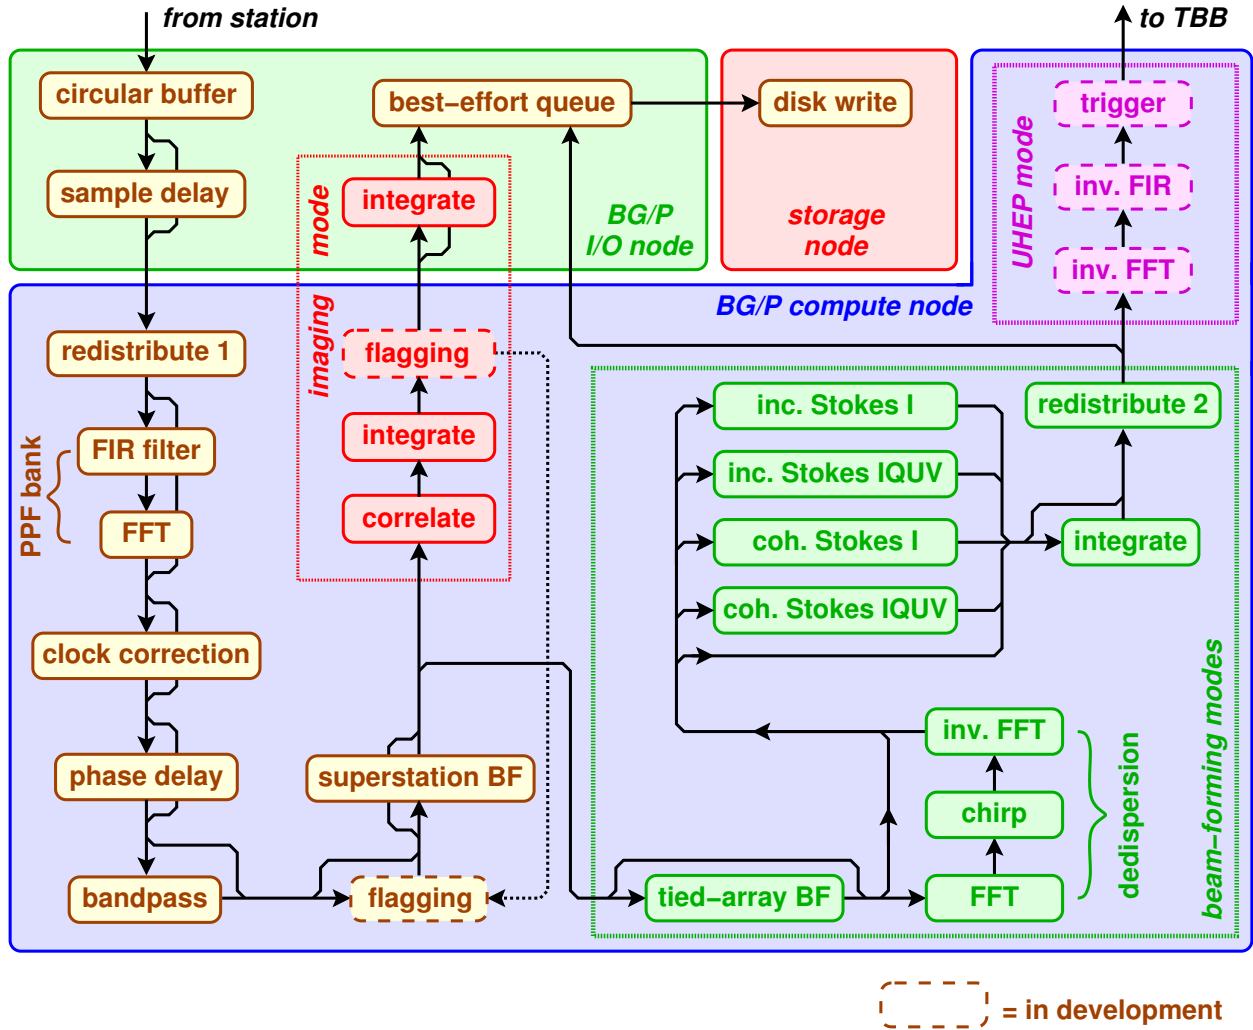 from station
to TBB
circular buffer
best-effort queue
disk write
trigger
sample delay
integrate
mode
BG/P
I/O node
storage
node
UHEP mode
inv. FIR
inv. FFT
BG/P compute node
redistribute 1
imaging
flagging
inc. Stokes I
redistribute 2
PPF bank
FIR filter
integrate
inc. Stokes IQUV
FFT
correlate
coh. Stokes I
integrate
coh. Stokes IQUV
clock correction
beam-forming modes
phase delay
superstation BF
inv. FFT
chirp
dedispersion
bandpass
flagging
tied-array BF
FFT
= in development